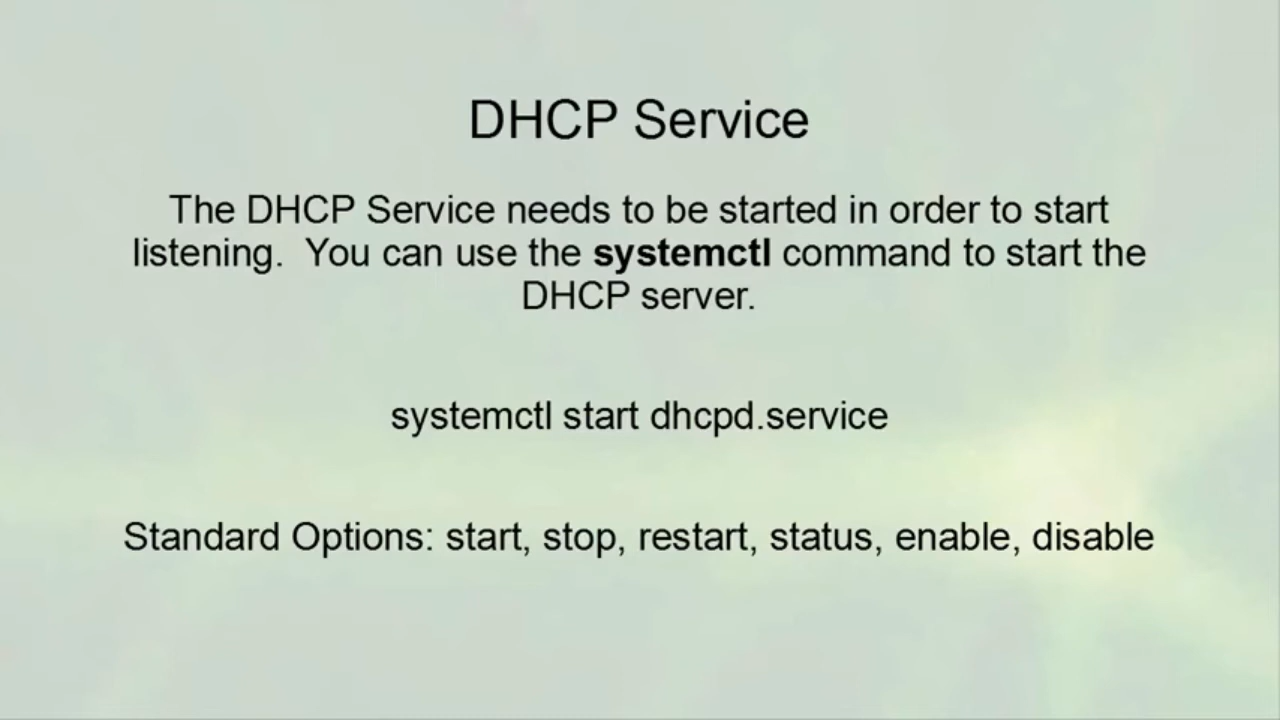 DHCP Service
The DHCP Service needs to be started in order to start
listening.  You can use the systemctl command to start the
DHCP server.
systemctl start dhcpd.service
Standard Options: start, stop, restart, status, enable, disable